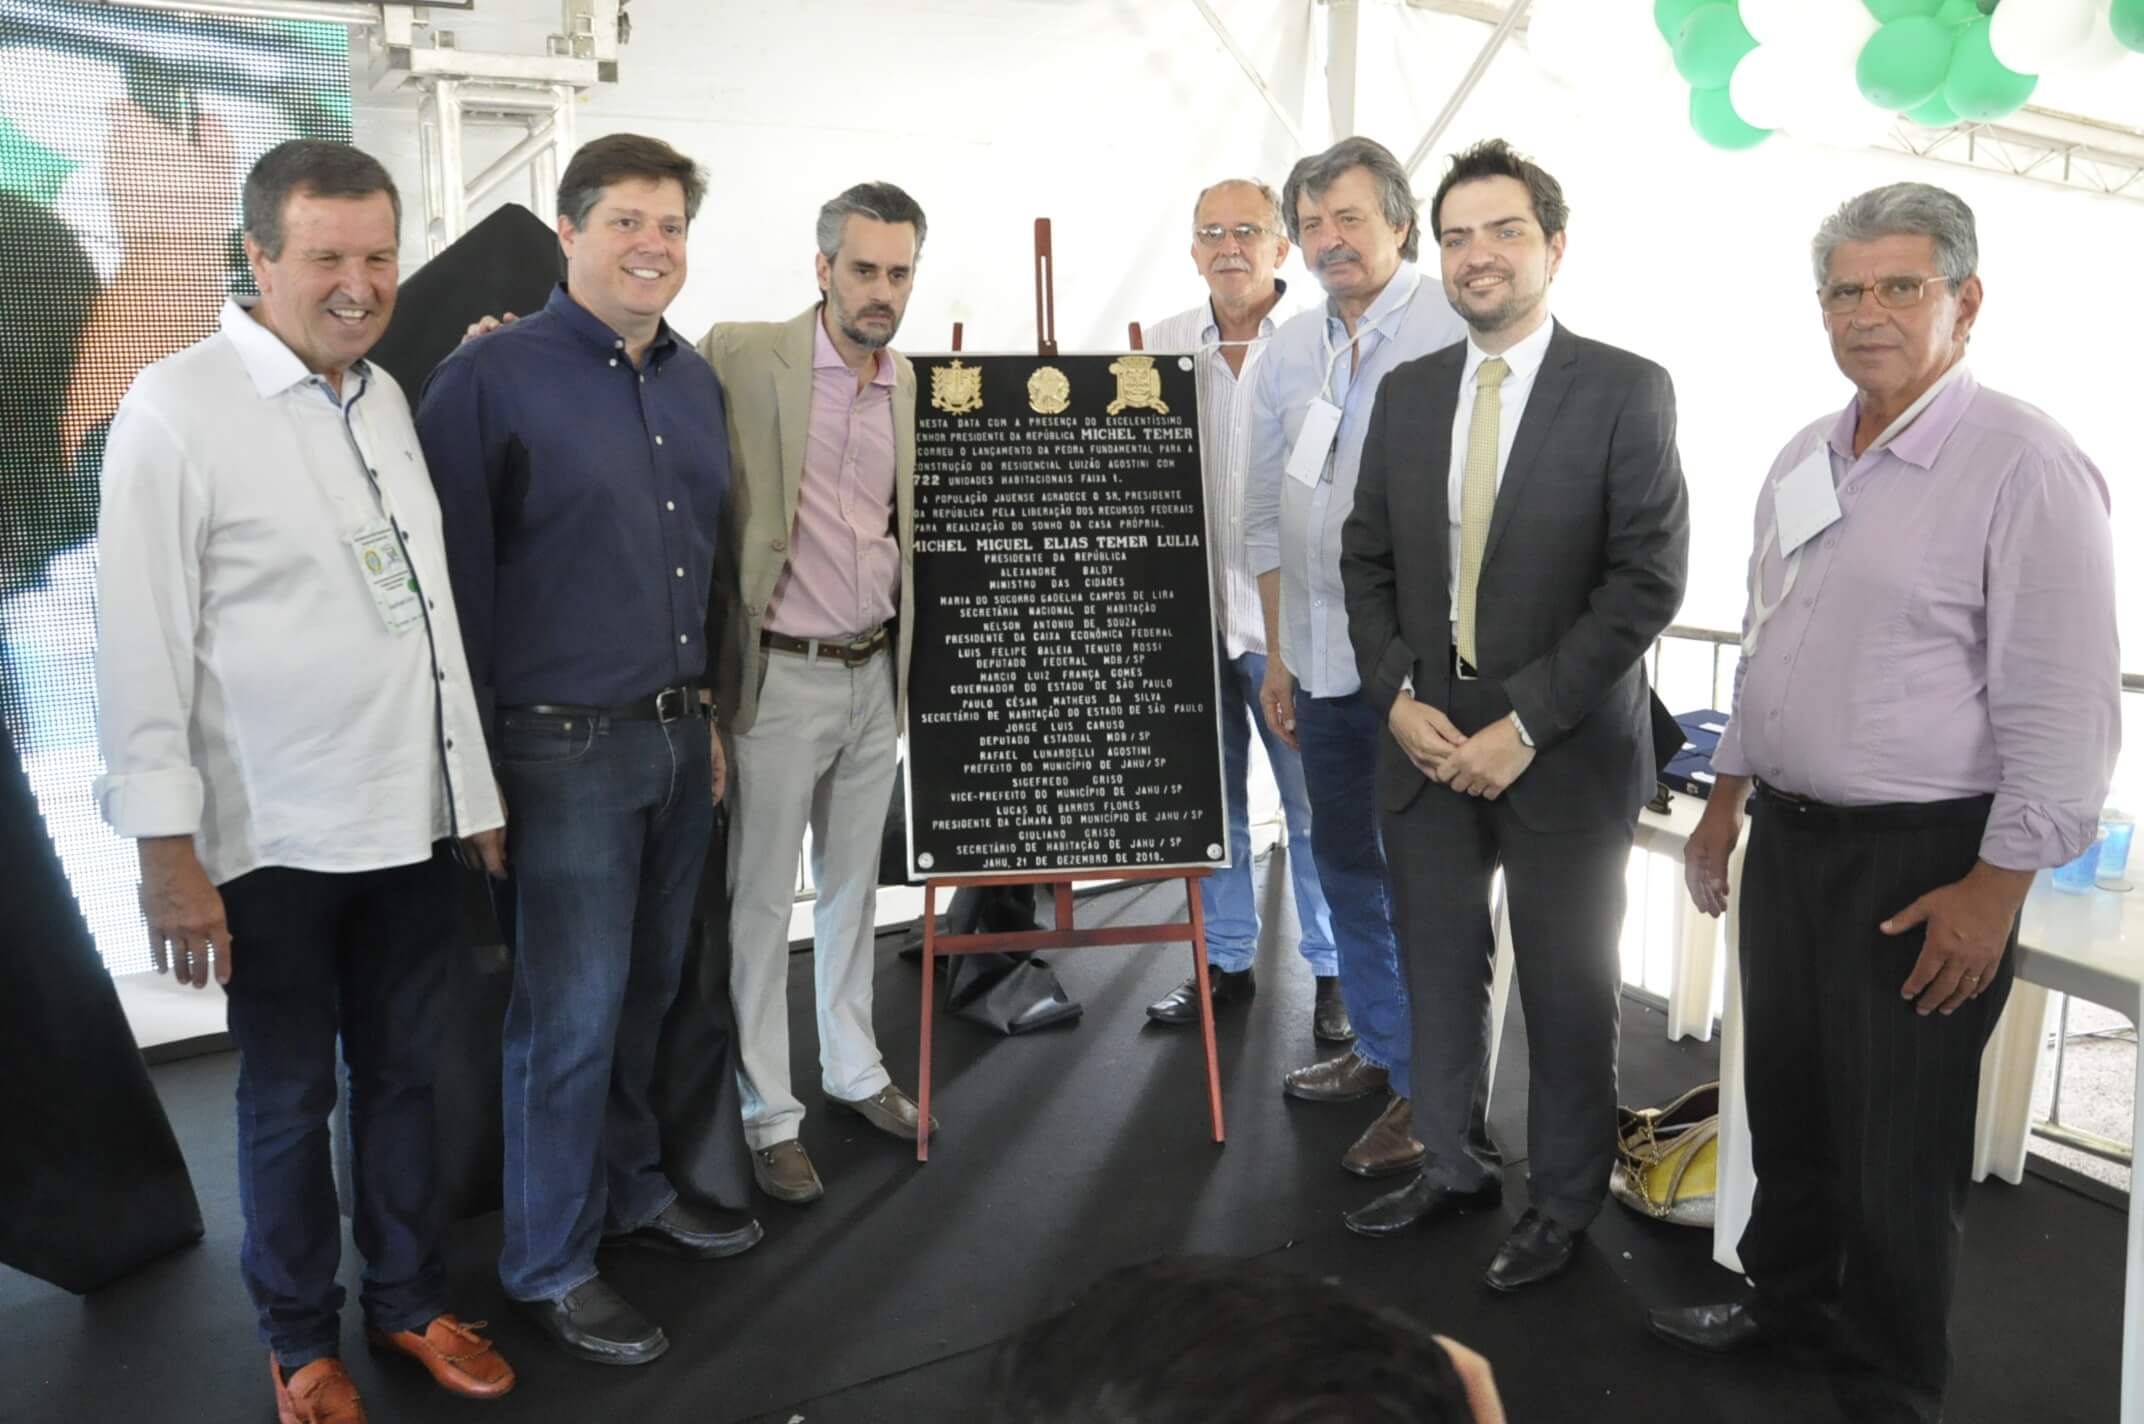 NESTA DATA COM A PRESENÇA DO EXCELENTÍSSIMO
ENHOR PRESIDENTE DA REPÚBLICA MICHEL TEMER
CORREU O LANÇAMENTO DA PEDRA FUNDAMENTAL PARA A
CONSTRUÇÃO DO RESIDENCIAL LUIZÃO AGOSTINI COM
722 UNIDADES HABITACIONAIS FAIXA 1.
A POPULAÇÃO JAUENSE AGRADECE O SR. PRESIDENTE
DA REPÚBLICA PELA LIBERAÇÃO DOS RECURSOS FEDERAIS
PARA REALIZAÇÃO DO SONHO DA CASA PRÓPRIA.
MICHEL MIGUEL ELIAS TEMER LULIA
PRESIDENTE DA REPÚBLICA
ALEXANDRE BALDY
MINISTRO DAS CIDADES
MARIA DO SOCORRO GADELHA CAMPOS DE LIRA
SECRETÁRIA NACIONAL DE HABITAÇÃO
NELSON ANTONIO DE SOUZA
PRESIDENTE DA CAIXA ECONÔMICA FEDERAL
LUIS FELIPE BALEIA TENUTO ROSSI
DEPUTADO FEDERAL MDB/SP
MARCIO LUIZ FRANÇA GOMES
GOVERNADOR DO ESTADO DE SÃO PAULO
PAULO CÉSAR MATHEUS DA SILVA
SECRETÁRIO DE HABITAÇÃO DO ESTADO DE SÃO PAULO
JORGE LUIS CARUSO
DEPUTADO ESTADUAL MDB/SP
RAFAEL LUNARDELLI AGOSTINI
PREFEITO DO MUNICÍPIO DE JAHU/SP
SIGEFREDO GRISO
VICE-PREFEITO DO MUNICÍPIO DE JAHU/SP
LUCAS DE BARROS FLORES
PRESIDENTE DA CÂMARA DO MUNICÍPIO DE JAHU/SP
GIULIANO GRISO
SECRETÁRIO DE HABITAÇÃO DE JAHU/SP
JAHU, 21 DE DEZEMBRO DE 2018.